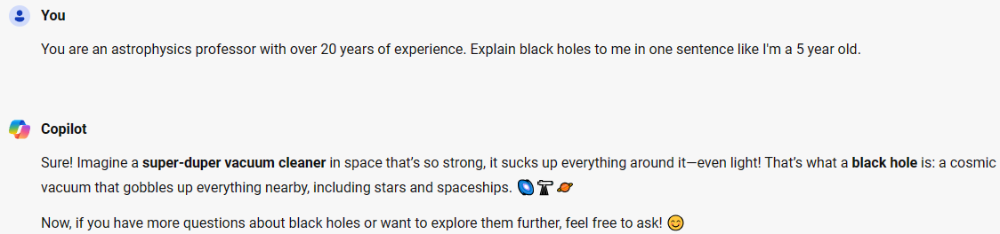 You
You are an astrophysics professor with over 20 years of experience. Explain black holes to me in one sentence like I'm a 5 year old.
Copilot
Sure! Imagine a super-duper vacuum cleaner in space that’s so strong, it sucks up everything around it—even light! That’s what a black hole is: a cosmic
vacuum that gobbles up everything nearby, including stars and spaceships. 🌌🔭🪐
Now, if you have more questions about black holes or want to explore them further, feel free to ask! 😊